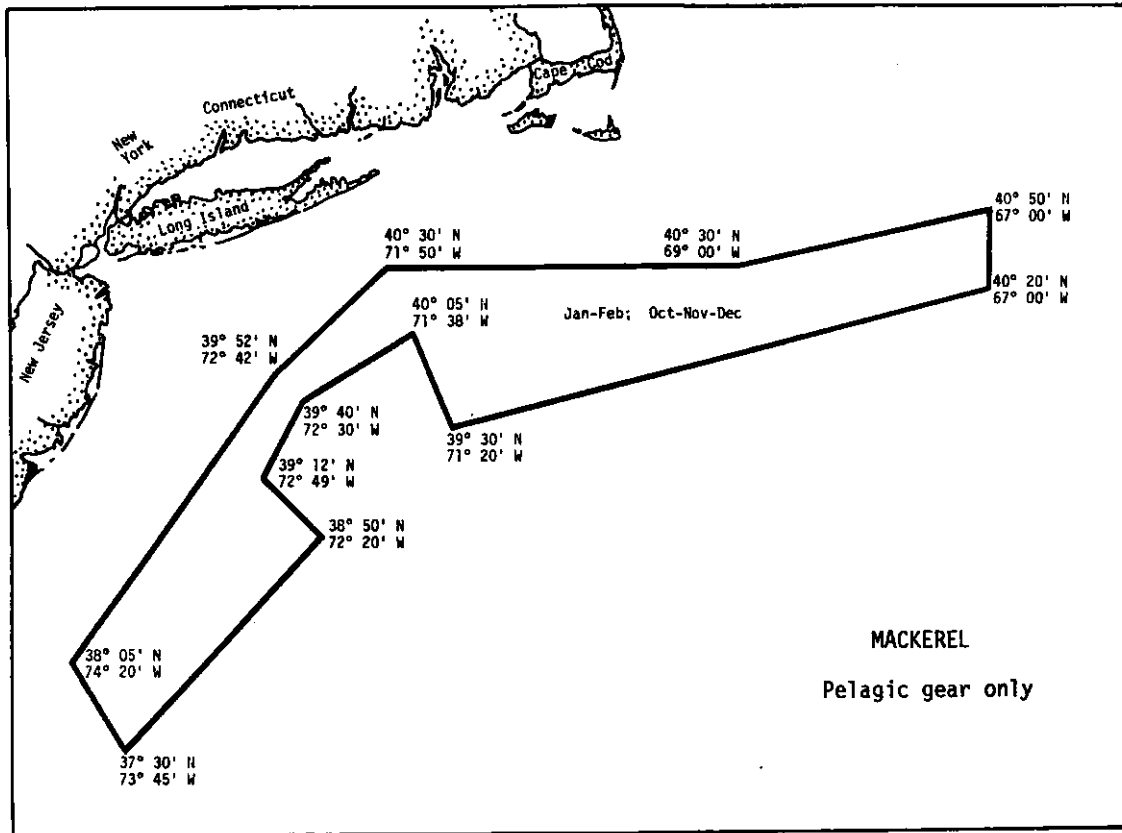 Cape Cod
Connecticut
New
York
Long Island
New Jersey
40° 50' N
67° 00' W
40° 30' N
71° 50' W
40° 30' N
69° 00' W
40° 20' N
67° 00' W
40° 05' N
71° 38' W
Jan-Feb; Oct-Nov-Dec
39° 52' N
72° 42' W
39° 40' N
72° 30' W
39° 30' N
71° 20' W
39° 12' N
72° 49' W
38° 50' N
72° 20' W
MACKEREL
Pelagic gear only
38° 05' N
74° 20' W
37° 30' N
73° 45' W